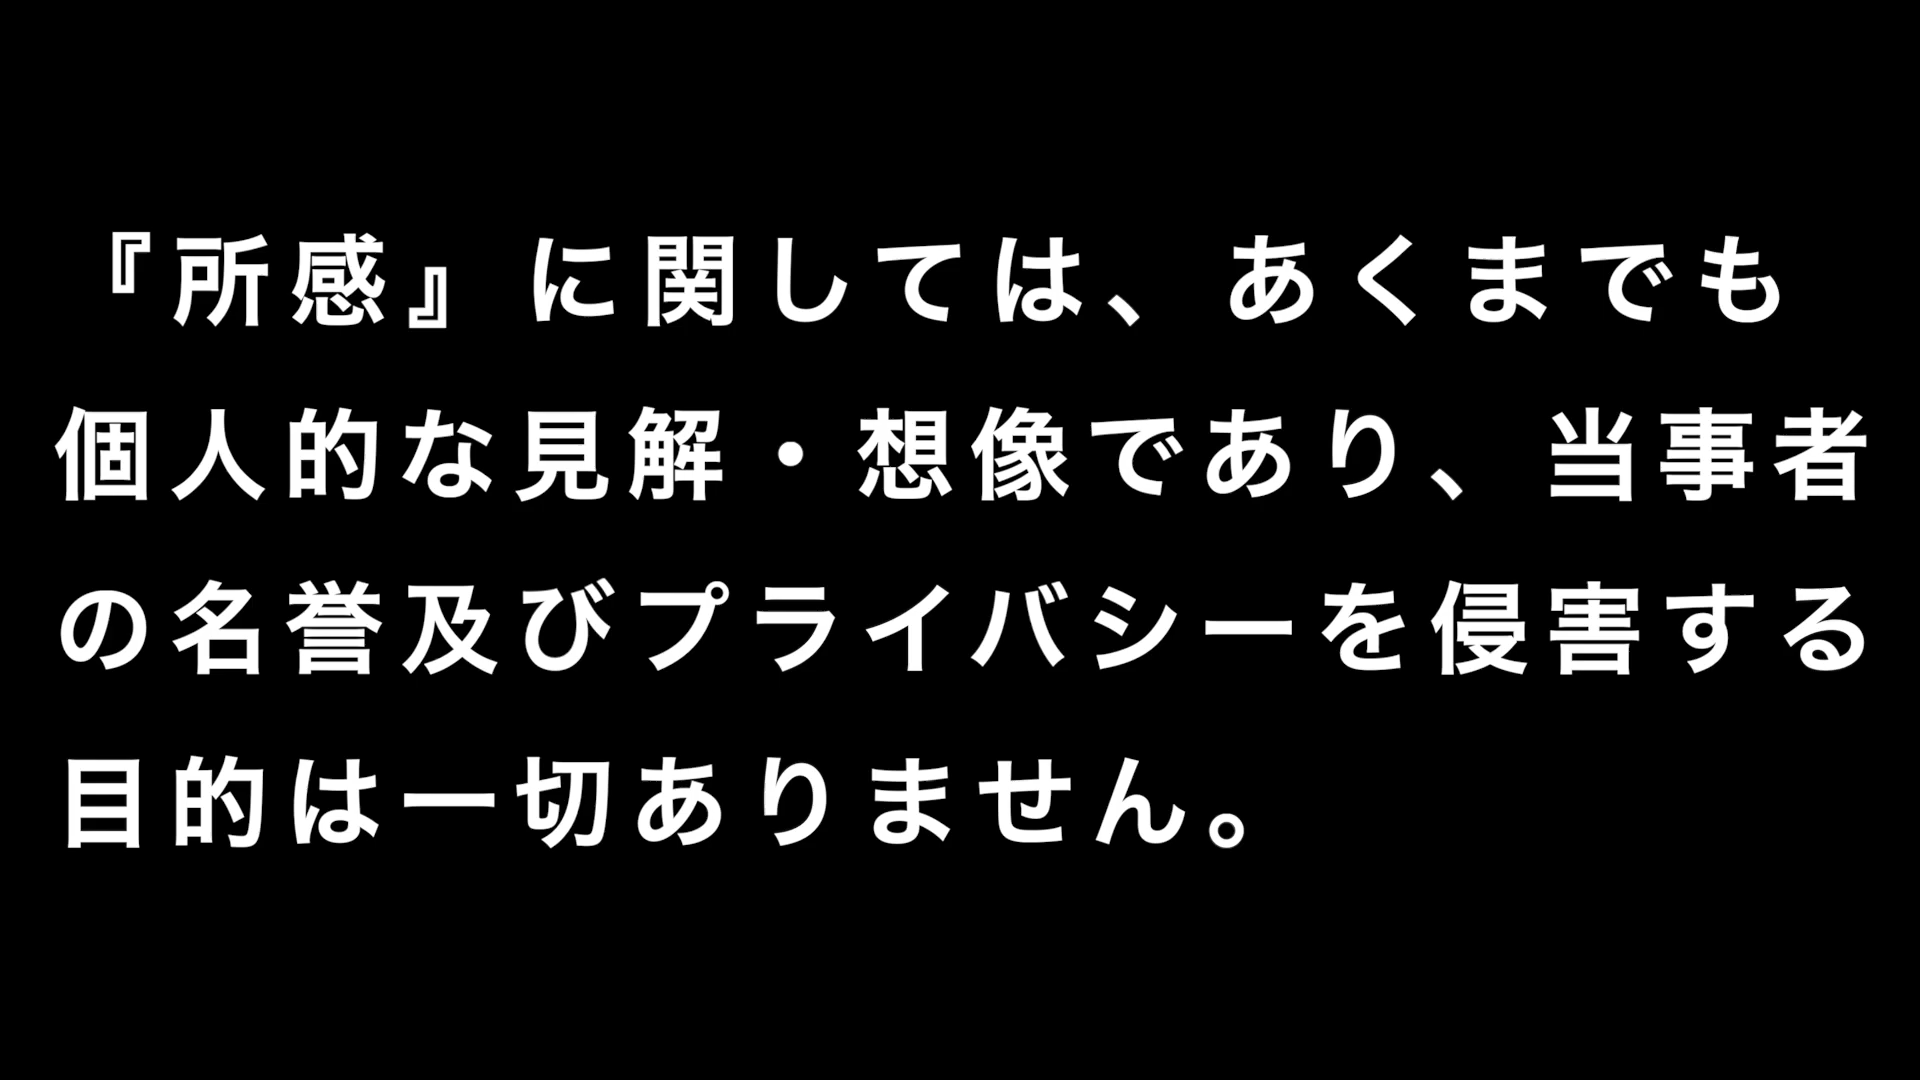 『所感』に関しては、あくまでも
個人的な見解・想像であり、当事者
の名誉及びプライバシーを侵害する
目的は一切ありません。